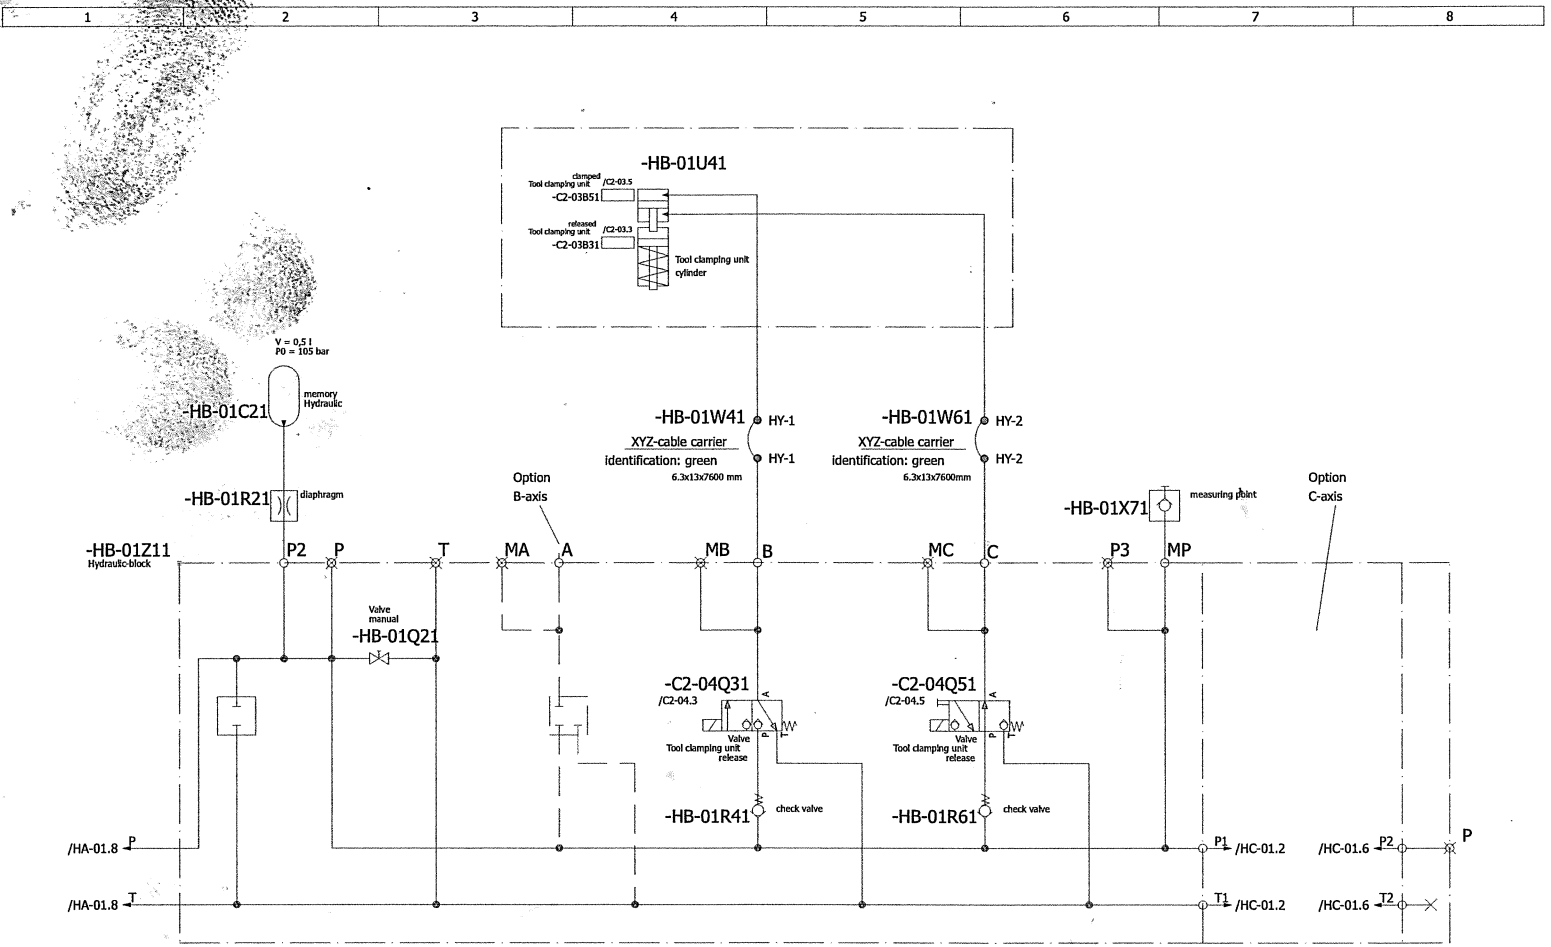 1 2 3 4 5 6 7 8
-HB-01U41
clamped
Tool clamping unit /C2-03.5
-C2-03B51
released
Tool clamping unit /C2-03.3
-C2-03B31
Tool clamping unit
cylinder
V = 0,5 l
P0 = 105 bar
memory
Hydraulic
-HB-01C21
-HB-01W41 HY-1
XYZ-cable carrier
identification: green HY-1
6.3x13x7600 mm
-HB-01W61 HY-2
XYZ-cable carrier
identification: green HY-2
6.3x13x7600mm
Option
B-axis
Option
C-axis
-HB-01R21 diaphragm
-HB-01X71 measuring point
-HB-01Z11
Hydraulic-block
P2 P T MA A MB B MC C P3 MP
Valve
manual
-HB-01Q21
-C2-04Q31
/C2-04.3
A
P T
Valve
Tool clamping unit
release
-C2-04Q51
/C2-04.5
A
P T
Valve
Tool clamping unit
release
-HB-01R41 check valve
-HB-01R61 check valve
/HA-01.8 P
P1 /HC-01.2
/HC-01.6 P2
P
/HA-01.8 T
T1 /HC-01.2
/HC-01.6 T2